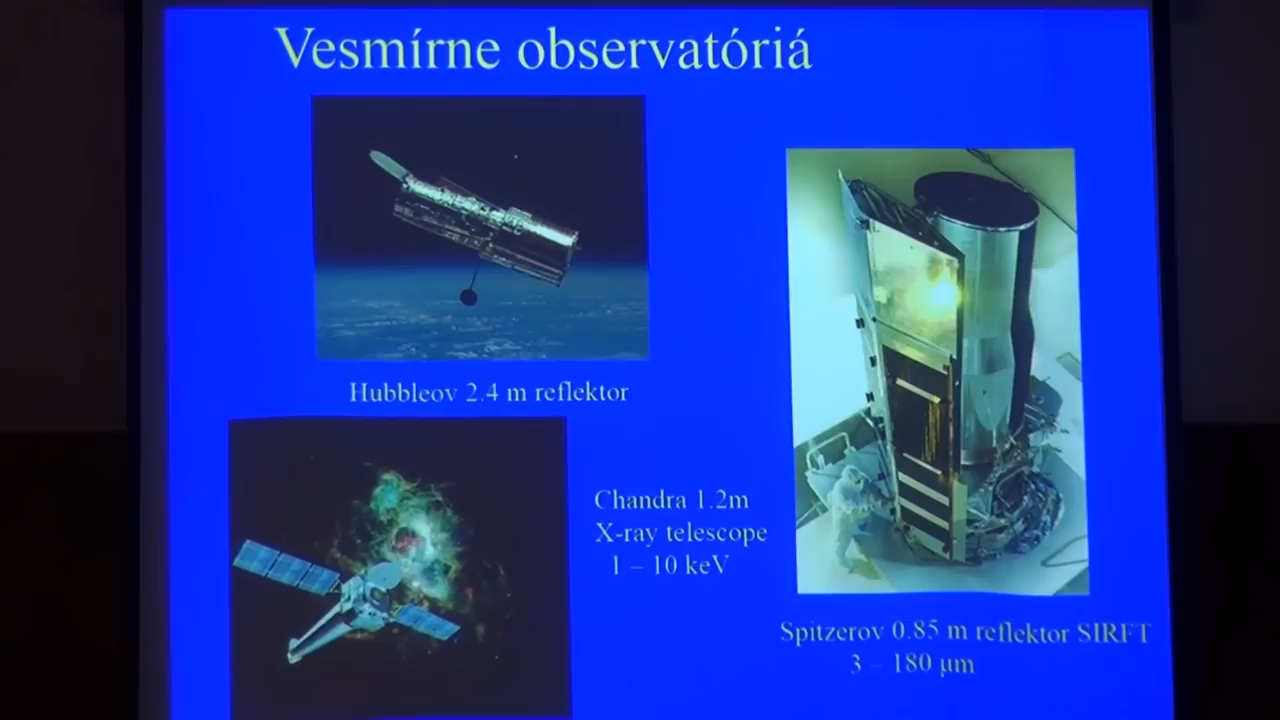 Vesmírne observatóriá
Hubbleov 2.4 m reflektor
Chandra 1.2m
X-ray telescope
1 – 10 keV
Spitzerov 0.85 m reflektor SIRFT
3 – 180 μm